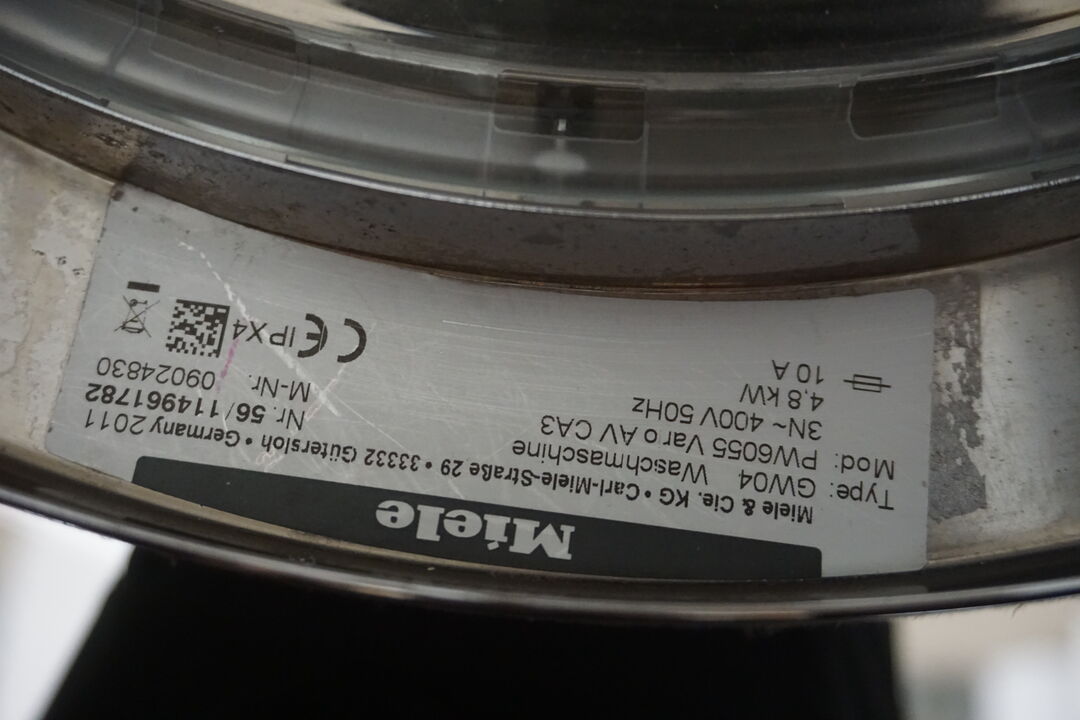 Miele
Miele & Cie. KG • Carl-Miele-Straße 29 • 33332 Gütersloh • Germany 2011
Type: GW04 Waschmaschine
Nr. 56/114961782
Mod: PW6055 Vario AV CA3
M-Nr. 09024830
3N~ 400V 50Hz
4.8 kW
10 A
CE IPX4